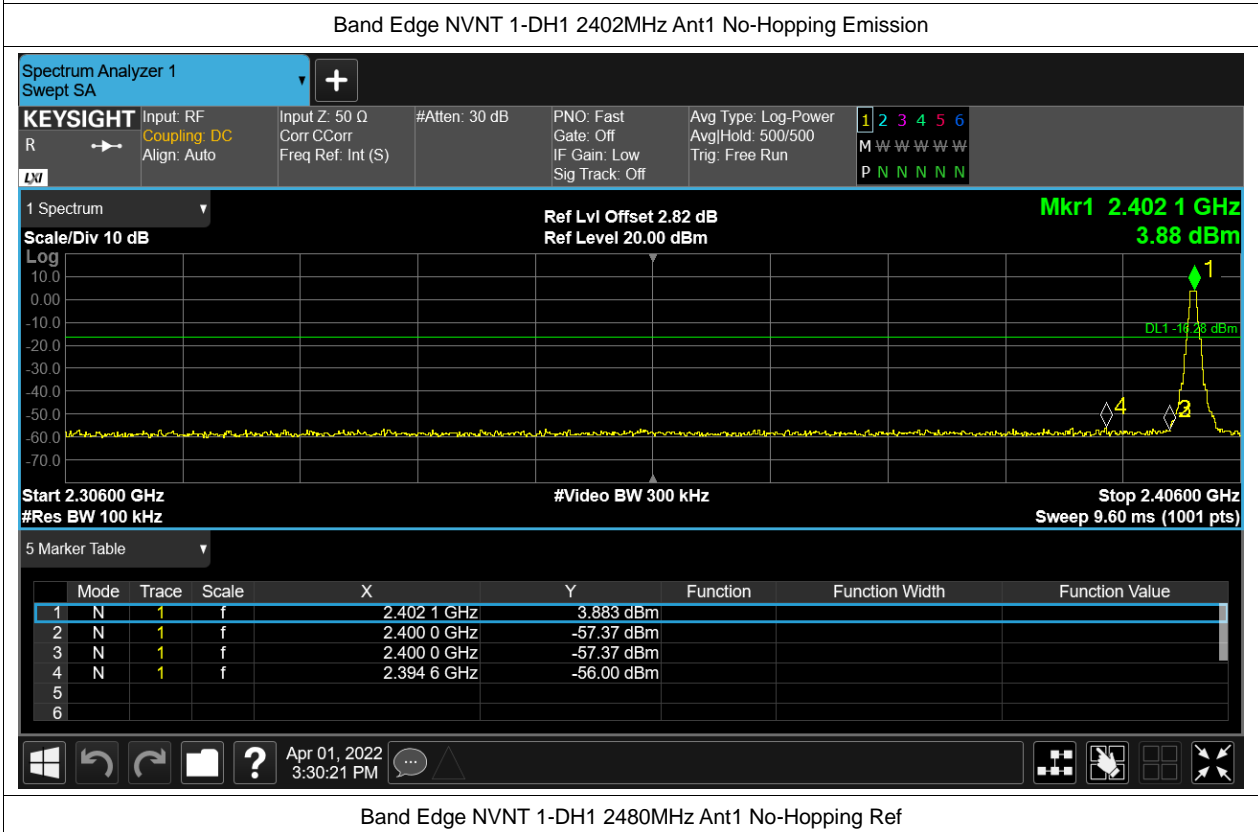 Band Edge NVNT 1-DH1 2402MHz Ant1 No-Hopping Emission
Spectrum Analyzer 1
Swept SA
KEYSIGHT
R
LXI
Input: RF
Coupling: DC
Align: Auto
Input Z: 50 Ω
Corr CCorr
Freq Ref: Int (S)
#Atten: 30 dB
PNO: Fast
Gate: Off
IF Gain: Low
Sig Track: Off
Avg Type: Log-Power
Avg|Hold: 500/500
Trig: Free Run
1 2 3 4 5 6
M W W W W W
P N N N N N
1 Spectrum
Scale/Div 10 dB
Ref Lvl Offset 2.82 dB
Ref Level 20.00 dBm
Mkr1 2.402 1 GHz
3.88 dBm
Log
10.0
0.00
-10.0
-20.0
-30.0
-40.0
-50.0
-60.0
-70.0
1
DL1 -16.28 dBm
4
Start 2.30600 GHz
#Res BW 100 kHz
#Video BW 300 kHz
Stop 2.40600 GHz
Sweep 9.60 ms (1001 pts)
5 Marker Table
Mode Trace Scale X Y Function Function Width Function Value
1 N 1 f 2.402 1 GHz 3.883 dBm
2 N 1 f 2.400 0 GHz -57.37 dBm
3 N 1 f 2.400 0 GHz -57.37 dBm
4 N 1 f 2.394 6 GHz -56.00 dBm
5
6
?
Apr 01, 2022
3:30:21 PM
Band Edge NVNT 1-DH1 2480MHz Ant1 No-Hopping Ref